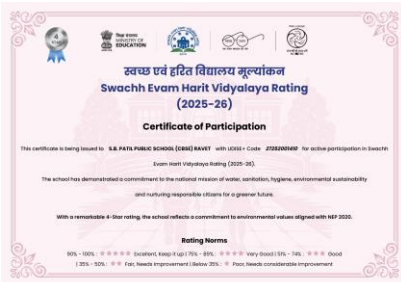 4
MINISTRY OF
EDUCATION
स्वच्छ एवं हरित विद्यालय मूल्यांकन
Swachh Evam Harit Vidyalaya Rating
(2025-26)
Certificate of Participation
This certificate is being issued to S.B. PATIL PUBLIC SCHOOL (CBSE) RAVET with UDISE+ Code 27252001410 for active participation in Swachh
Evam Harit Vidyalaya Rating (2025-26).
The school has demonstrated a commitment to the national mission of water, sanitation, hygiene, environmental sustainability
and nurturing responsible citizens for a greener future.
With a remarkable 4-Star rating, the school reflects a commitment to environmental values aligned with NEP 2020.
Rating Norms
90% - 100% : ★★★★★ Excellent, Keep it up | 75% - 89% : ★★★★ Very Good | 51% - 74% : ★★★ Good
| 35% - 50% : ★★ Fair, Needs Improvement | Below 35% : ★ Poor, Needs considerable improvement